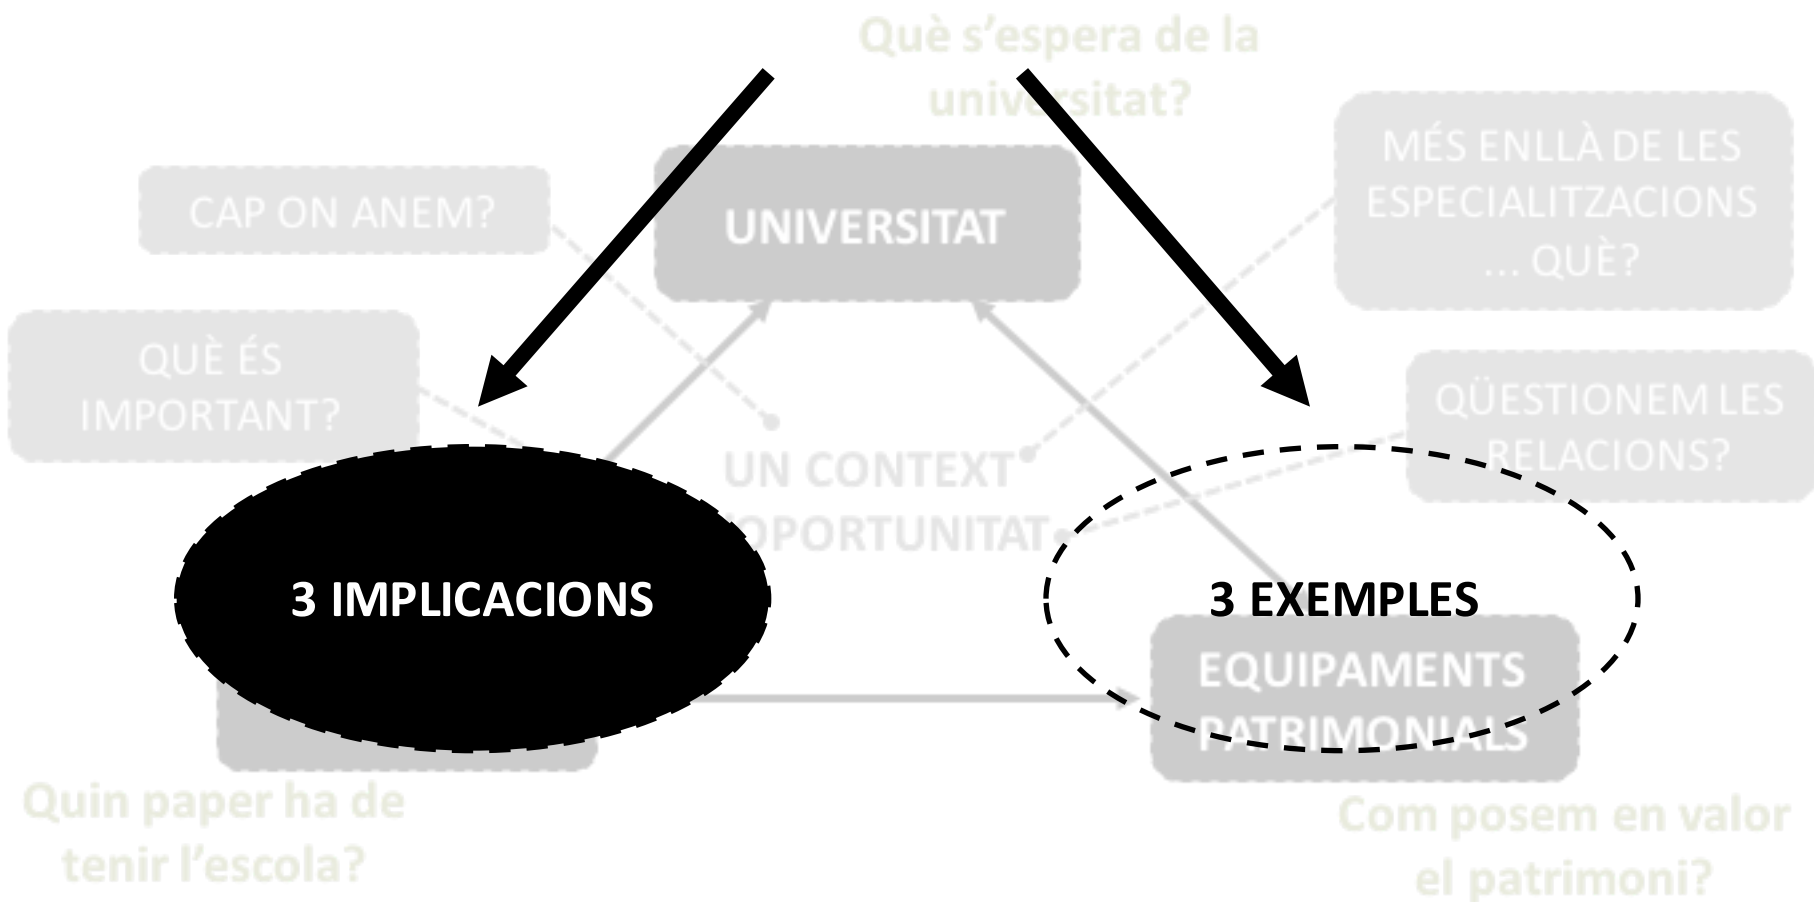 Què s’espera de la
universitat?
MÉS ENLLÀ DE LES
ESPECIALITZACIONS
... QUÈ?
CAP ON ANEM?
UNIVERSITAT
QUÈ ÉS
IMPORTANT?
QÜESTIONEM LES
RELACIONS?
UN CONTEXT
OPORTUNITAT
3 IMPLICACIONS
3 EXEMPLES
EQUIPAMENTS
PATRIMONIALS
Quin paper ha de
tenir l’escola?
Com posem en valor
el patrimoni?